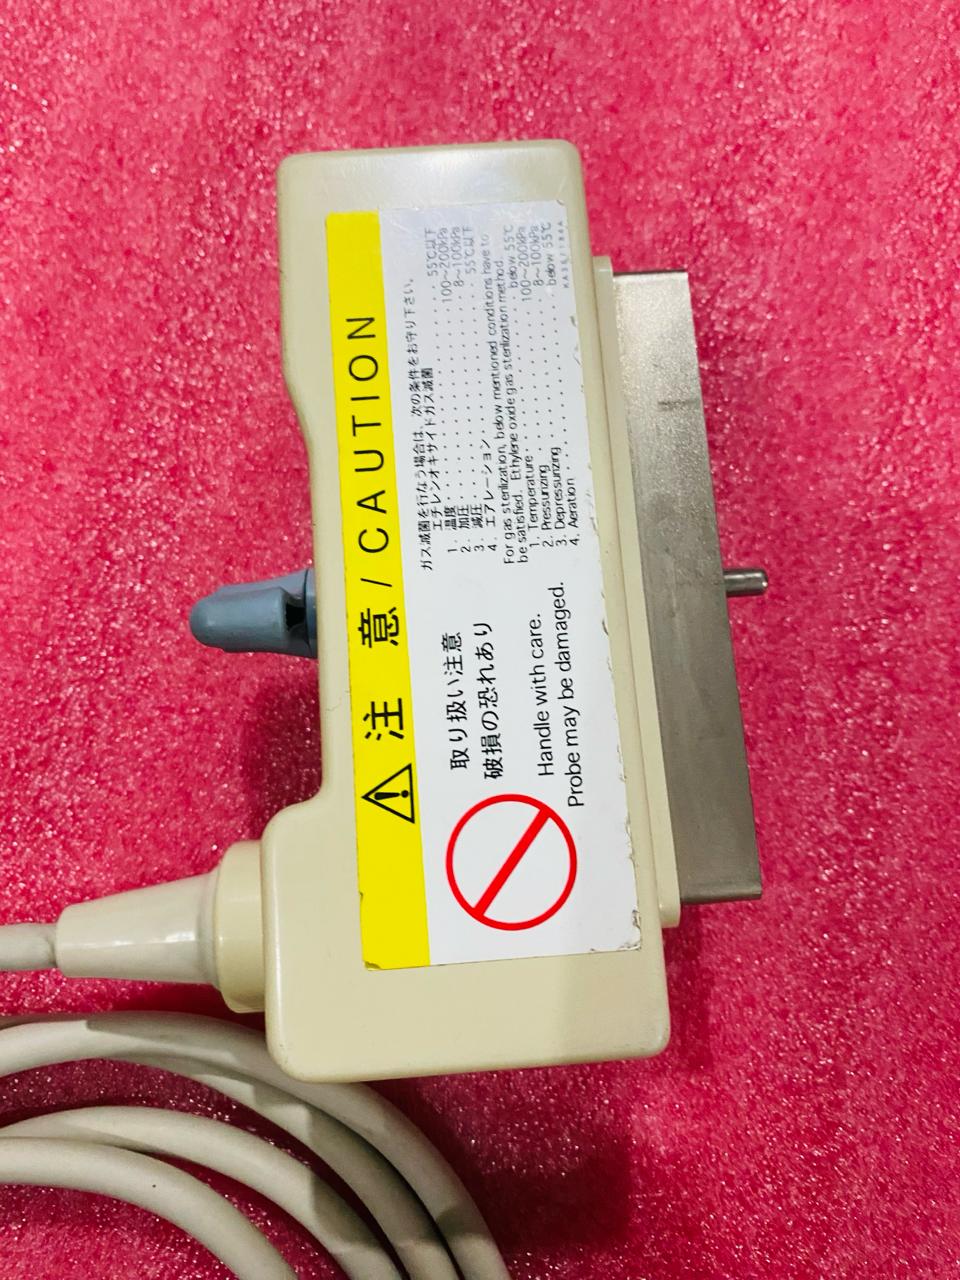 注 意/CAUTION
取り扱い注意
破損の恐れあり
Handle with care.
Probe may be damaged.
ガス滅菌を行なう場合は、次の条件をお守り下さい。
エチレンオキサイドガス滅菌
1. 温度 . . . . . . . . . . . . 55℃以下
2. 加圧 . . . . . . . . . . . . 100~200kPa
3. 減圧 . . . . . . . . . . . . 8~100kPa
4. エアレーション . . . . . . . . 55℃以下
For gas sterilization, below mentioned conditions have to
be satisfied. Ethylene oxide gas sterilization method
1. Temperature . . . . . . . . . . below 55℃
2. Pressurizing . . . . . . . . . . 100~200kPa
3. Depressurizing . . . . . . . . . 8~100kPa
4. Aeration . . . . . . . . . . . . below 55℃